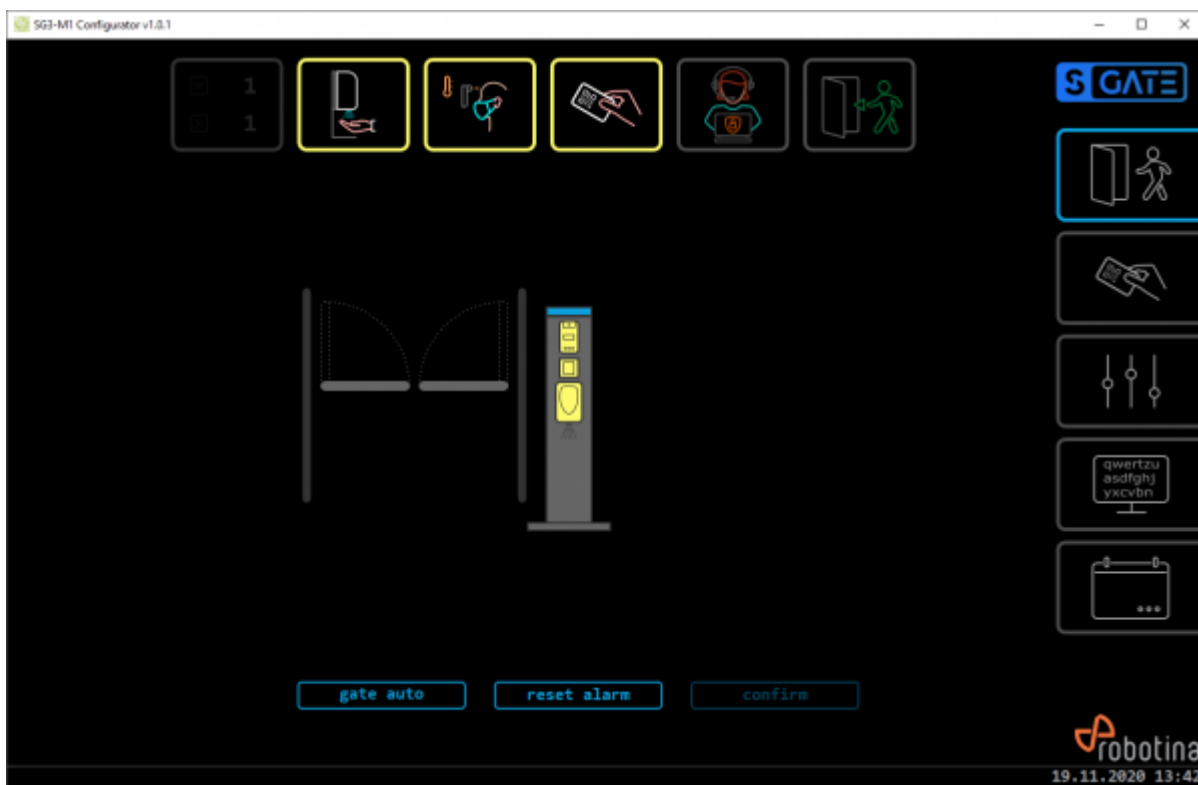 SG3-M1 Configurator v1.0.1
1
1
S GATE
qwertzu
asdfghj
yxcvbn
gate auto
reset alarm
confirm
robotina
19.11.2020 13:42